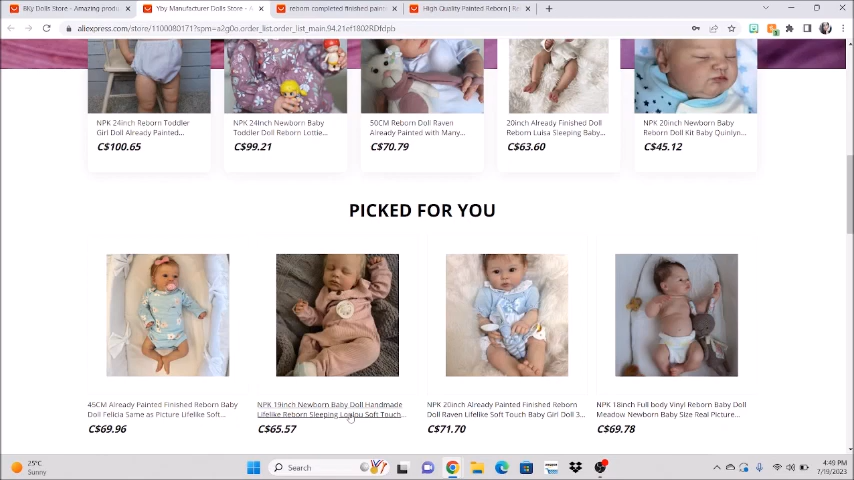 BKy Dolls Store - Amazing produ
Yby Manufacturer Dolls Store - A
reborn completed finished paint
High Quality Painted Reborn | Re
aliexpress.com/store/1100080171?spm=a2g0o.order_list.order_list_main.94.21ef1802RDfdpb
NPK 24inch Reborn Toddler
Girl Doll Already Painted...
C$100.65
NPK 24Inch Newborn Baby
Toddler Doll Reborn Lottie...
C$99.21
50CM Reborn Doll Raven
Already Painted with Many...
C$70.79
20inch Already Finished Doll
Reborn Luisa Sleeping Baby...
C$63.60
NPK 20inch Newborn Baby
Reborn Doll Kit Baby Quinlyn...
C$45.12
PICKED FOR YOU
45CM Already Painted Finished Reborn Baby
Doll Felicia Same as Picture Lifelike Soft...
C$69.96
NPK 19inch Newborn Baby Doll Handmade
Lifelike Reborn Sleeping Loulou Soft Touch...
C$65.57
NPK 20inch Already Painted Finished Reborn
Doll Raven Lifelike Soft Touch Baby Girl Doll 3...
C$71.70
NPK 18inch Full body Vinyl Reborn Baby Doll
Meadow Newborn Baby Size Real Picture...
C$69.78
25°C
Sunny
Search
4:49 PM
7/19/2023